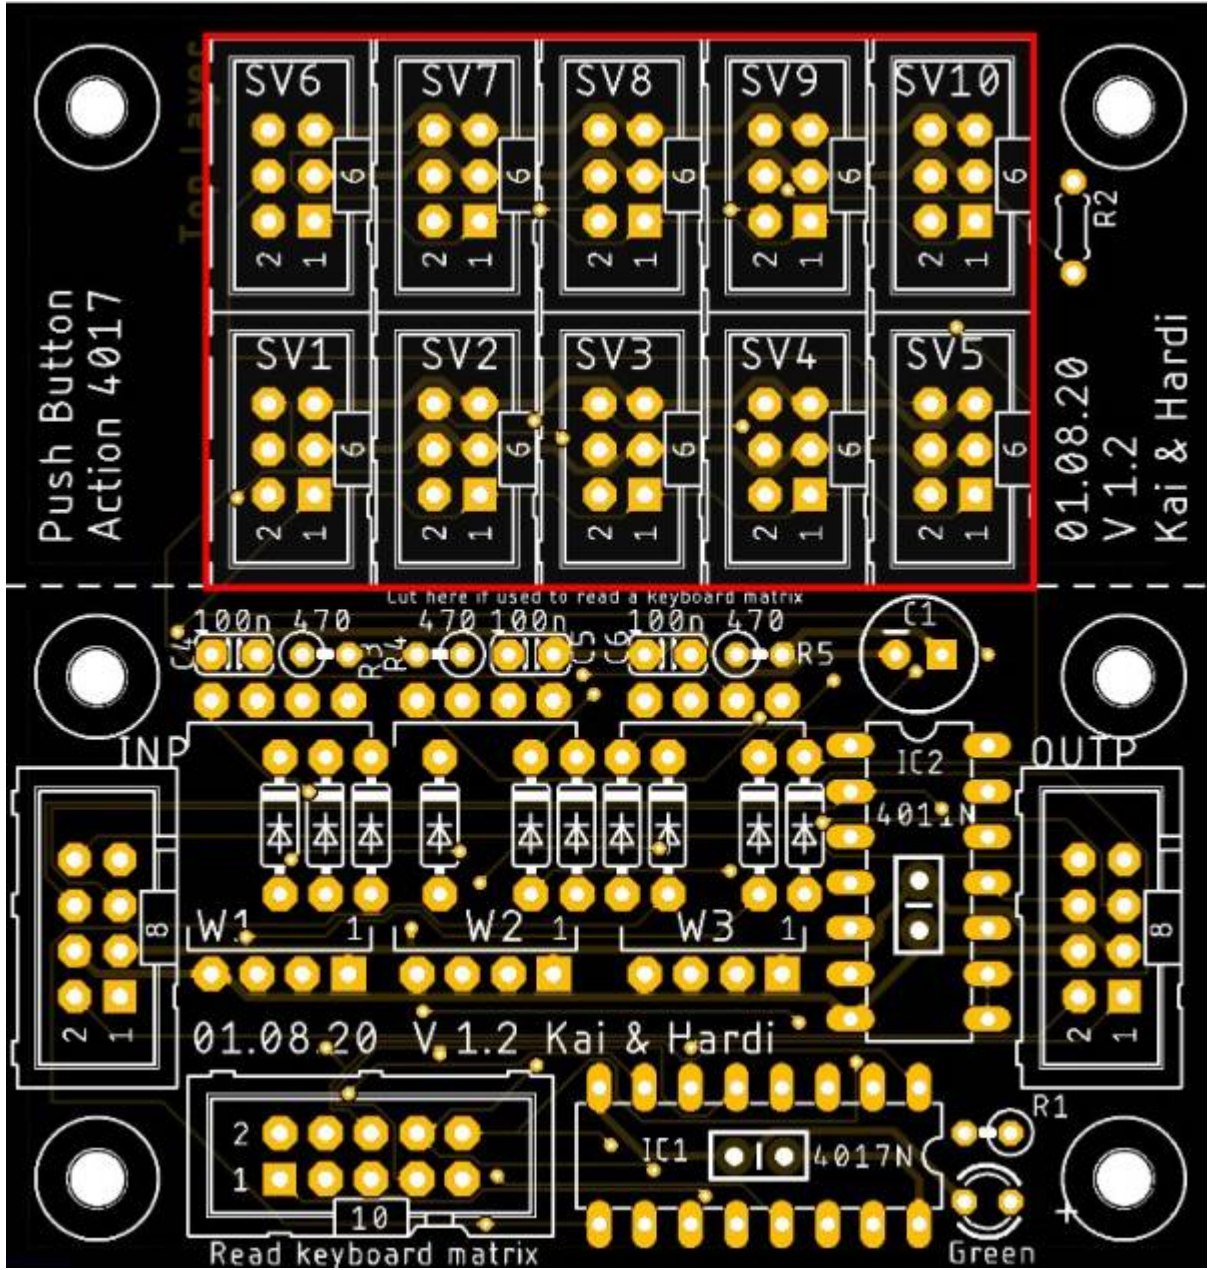 Top Layer
SV6
SV7
SV8
SV9
SV10
6
6
6
6
6
2 1
2 1
2 1
2 1
2 1
R2
Push Button
Action 4017
SV1
SV2
SV3
SV4
SV5
6
6
6
6
6
2 1
2 1
2 1
2 1
2 1
01.08.20
V 1.2
Kai & Hardi
Cut here if used to read a keyboard matrix
C4
100n
470
R3
R4
470
100n
C5
C6
100n
470
R5
C1
INP
OUTP
IC2
4011N
8
2 1
W1 1
W2 1
W3 1
8
2 1
01.08.20 V 1.2 Kai & Hardi
2
1
10
Read keyboard matrix
IC1
4017N
R1
+
Green